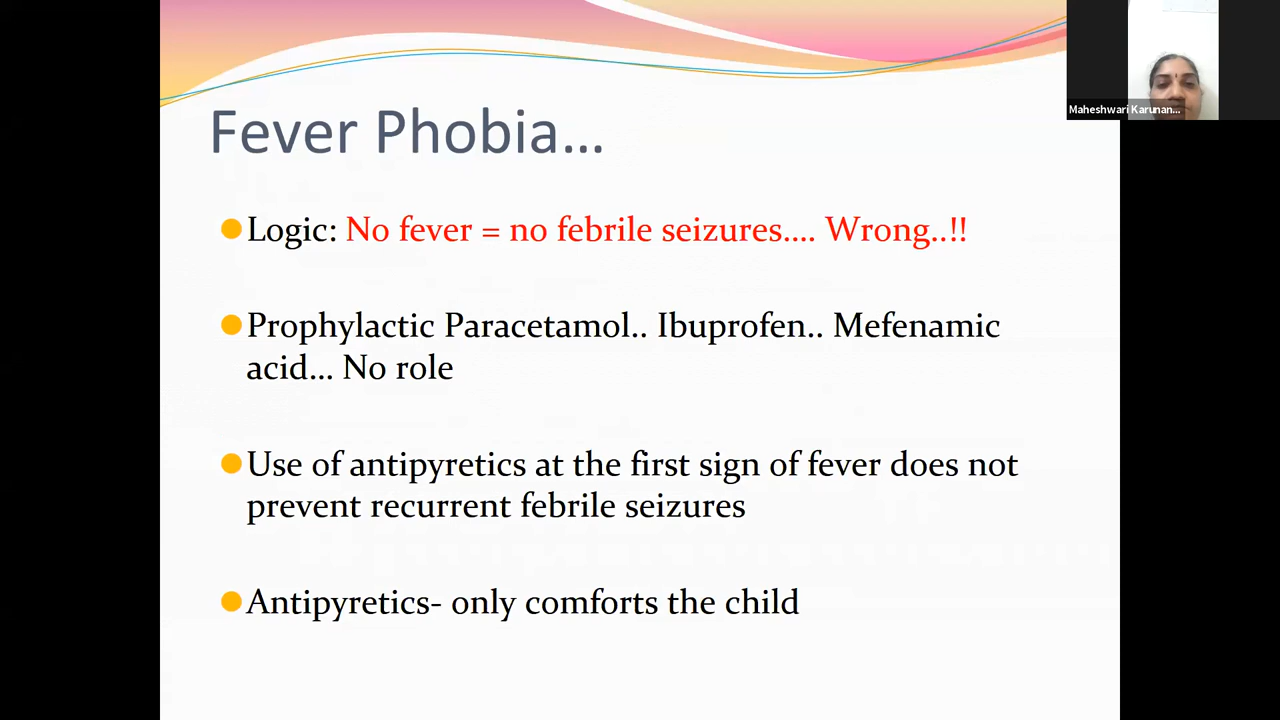 Maheshwari Karunan...
Fever Phobia...
Logic: No fever = no febrile seizures.... Wrong..!!
Prophylactic Paracetamol.. Ibuprofen.. Mefenamic
acid... No role
Use of antipyretics at the first sign of fever does not
prevent recurrent febrile seizures
Antipyretics- only comforts the child